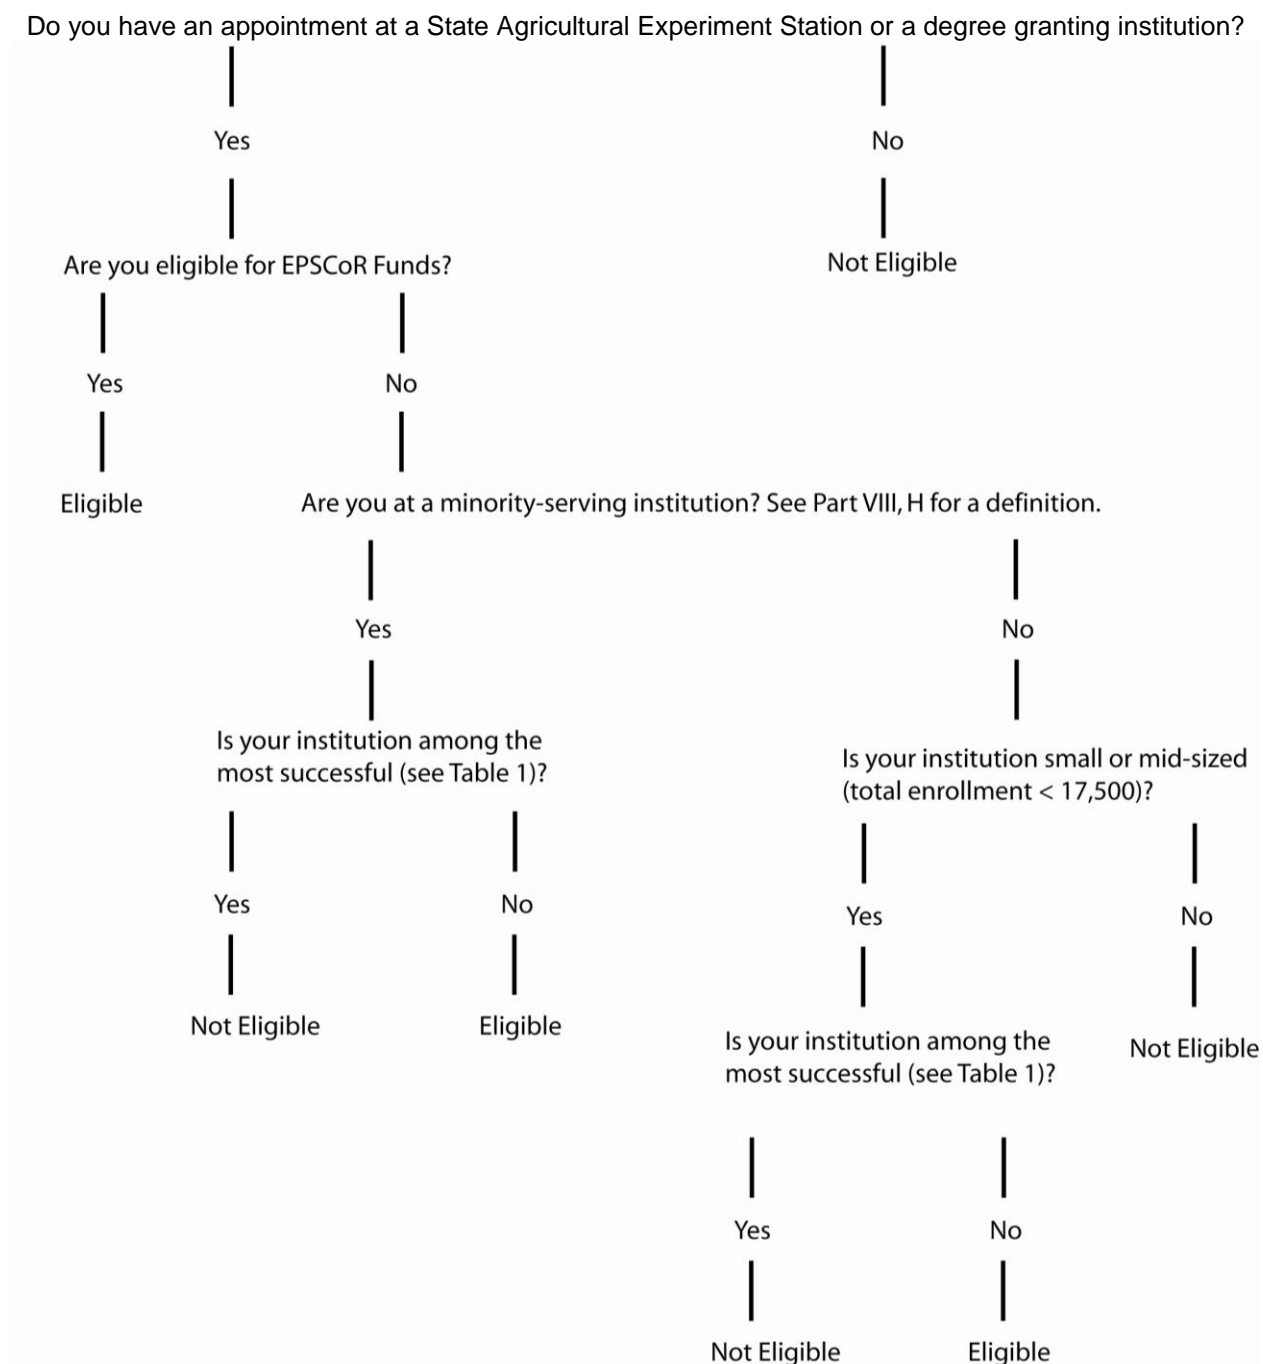 Do you have an appointment at a State Agricultural Experiment Station or a degree granting institution?
Yes
No
Are you eligible for EPSCoR Funds?
Not Eligible
Yes
No
Eligible
Are you at a minority-serving institution? See Part VIII, H for a definition.
Yes
No
Is your institution among the
most successful (see Table 1)?
Is your institution small or mid-sized
(total enrollment < 17,500)?
Yes
No
Yes
No
Not Eligible
Eligible
Is your institution among the
most successful (see Table 1)?
Not Eligible
Yes
No
Not Eligible
Eligible